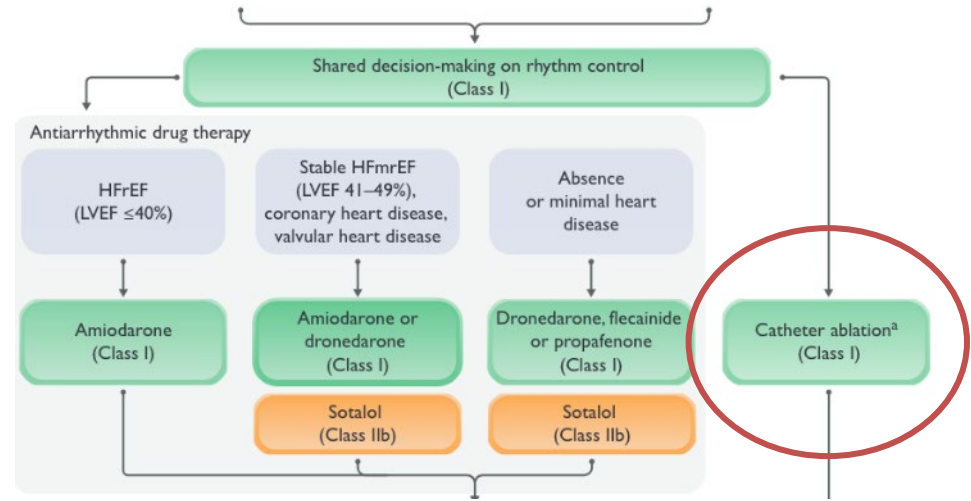 Shared decision-making on rhythm control
(Class I)
Antiarrhythmic drug therapy
HFrEF
(LVEF ≤40%)
Stable HFmrEF
(LVEF 41–49%),
coronary heart disease,
valvular heart disease
Absence
or minimal heart
disease
Amiodarone
(Class I)
Amiodarone or
dronedarone
(Class I)
Dronedarone, flecainide
or propafenone
(Class I)
Catheter ablationᵃ
(Class I)
Sotalol
(Class IIb)
Sotalol
(Class IIb)